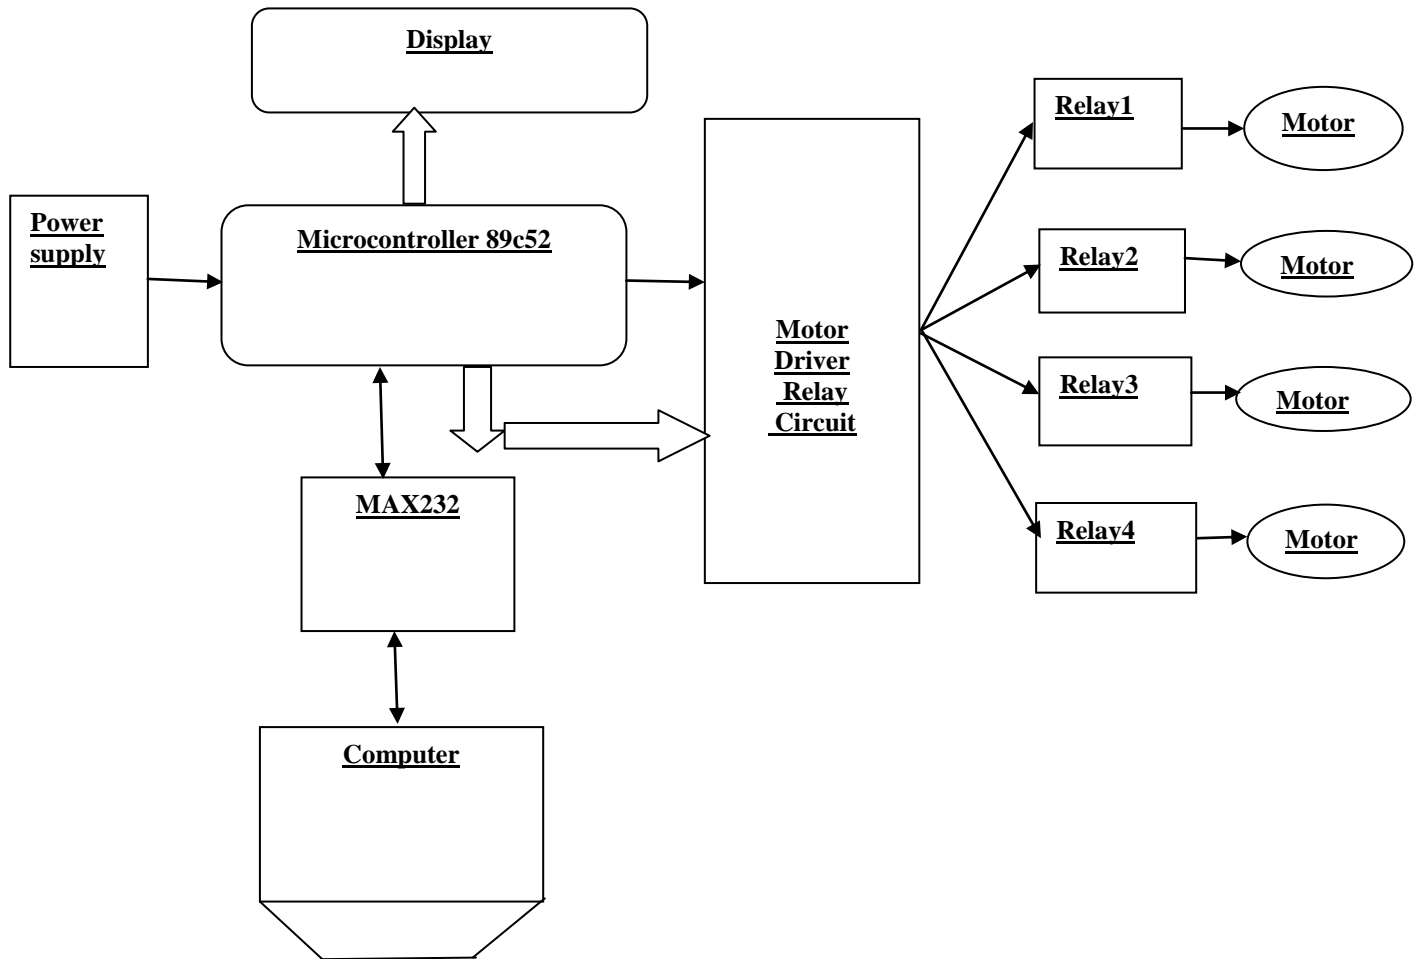 Display
Power
supply
Microcontroller 89c52
Motor
Driver
Relay
Circuit
Relay1
Motor
Relay2
Motor
Relay3
Motor
Relay4
Motor
MAX232
Computer